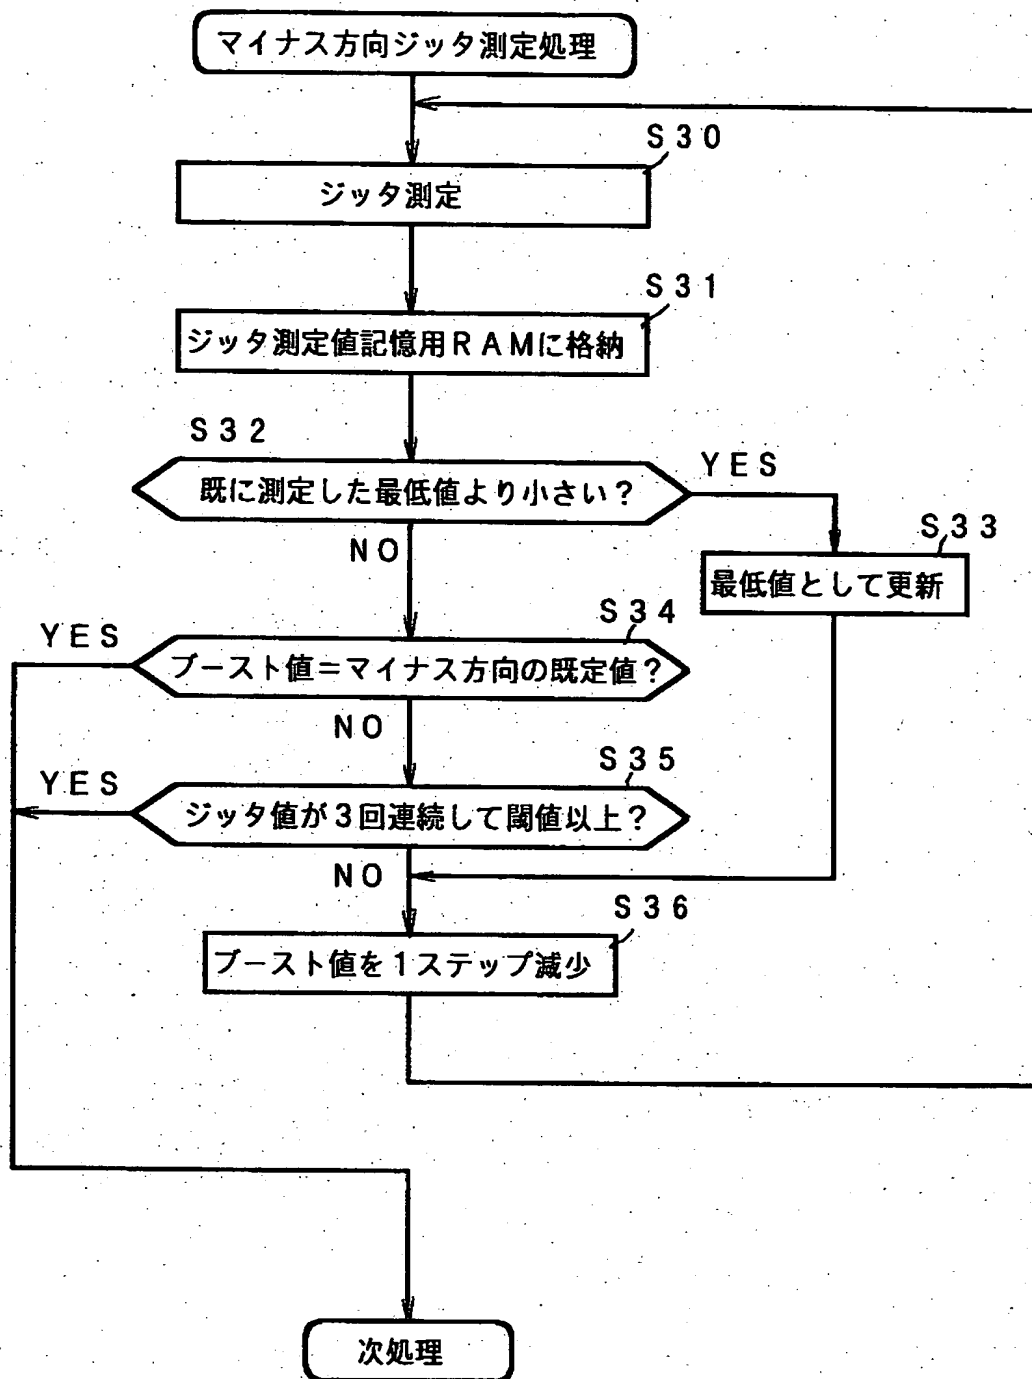 マイナス方向ジッタ測定処理
S30
ジッタ測定
S31
ジッタ測定値記憶用RAMに格納
S32
既に測定した最低値より小さい?
YES
NO
S33
最低値として更新
S34
YES
ブースト値=マイナス方向の既定値?
NO
S35
YES
ジッタ値が3回連続して閾値以上?
NO
S36
ブースト値を1ステップ減少
次処理